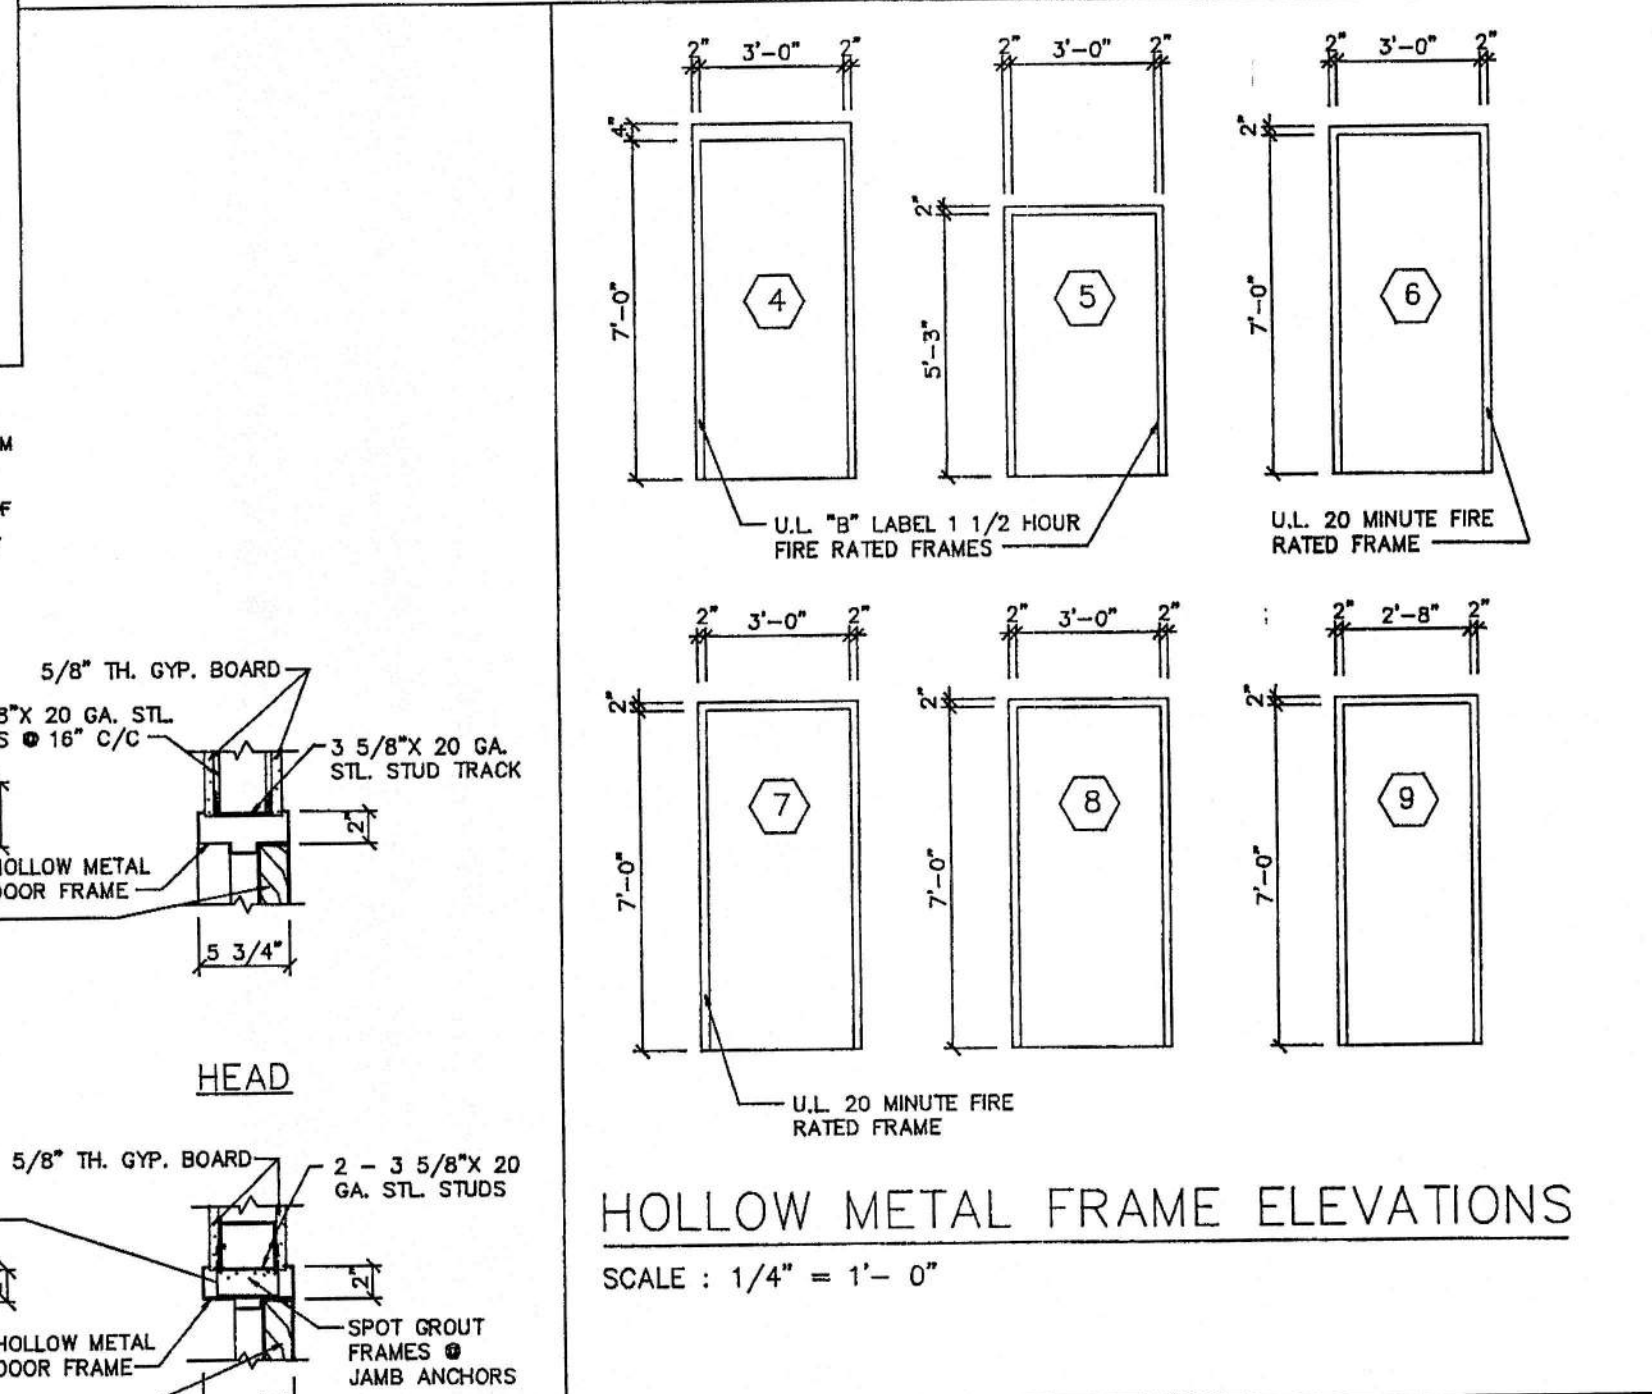 M
F
5/8" TH. GYP. BOARD
8"X 20 GA. STL.
S @ 16" C/C
3 5/8"X 20 GA.
STL. STUD TRACK
2"
HOLLOW METAL
DOOR FRAME
5 3/4"
HEAD
5/8" TH. GYP. BOARD
2 - 3 5/8"X 20
GA. STL. STUDS
2"
HOLLOW METAL
DOOR FRAME
SPOT GROUT
FRAMES @
JAMB ANCHORS
2" 3'-0" 2"
4"
7'-0"
4
2" 3'-0" 2"
2"
5'-3"
5
2" 3'-0" 2"
2"
7'-0"
6
U.L. "B" LABEL 1 1/2 HOUR
FIRE RATED FRAMES
U.L. 20 MINUTE FIRE
RATED FRAME
2" 3'-0" 2"
2"
7'-0"
7
2" 3'-0" 2"
2"
7'-0"
8
2" 2'-8" 2"
2"
7'-0"
9
U.L. 20 MINUTE FIRE
RATED FRAME
HOLLOW METAL FRAME ELEVATIONS
SCALE : 1/4" = 1'- 0"